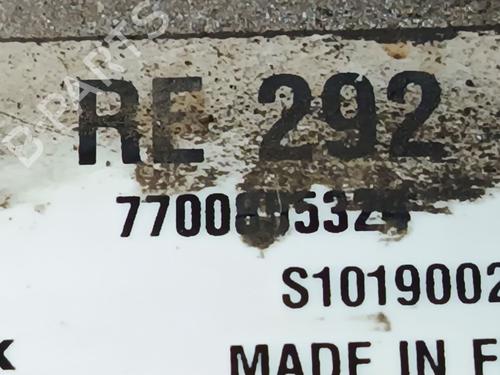 B PARTS
RE 292
S1019002
K
MADE IN F